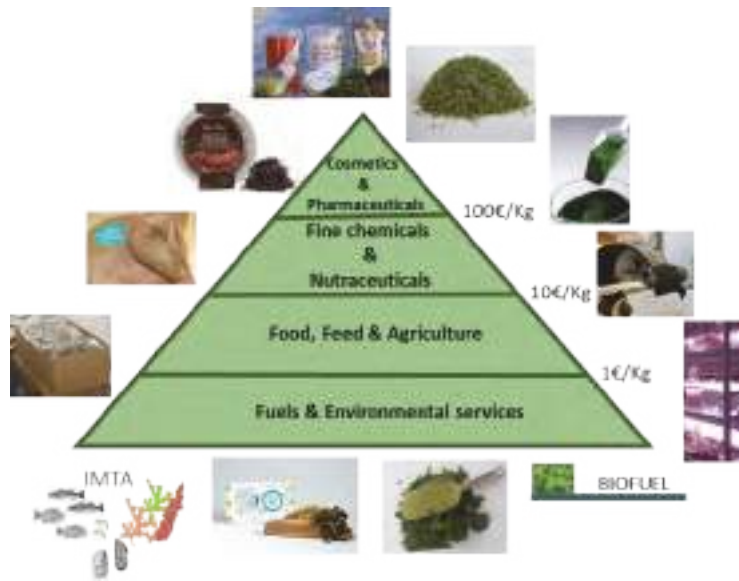 Cosmetics
&
Pharmaceuticals
100€/Kg
Fine chemicals
&
Nutraceuticals
10€/Kg
Food, Feed & Agriculture
1€/Kg
Fuels & Environmental services
IMTA
BIOFUEL